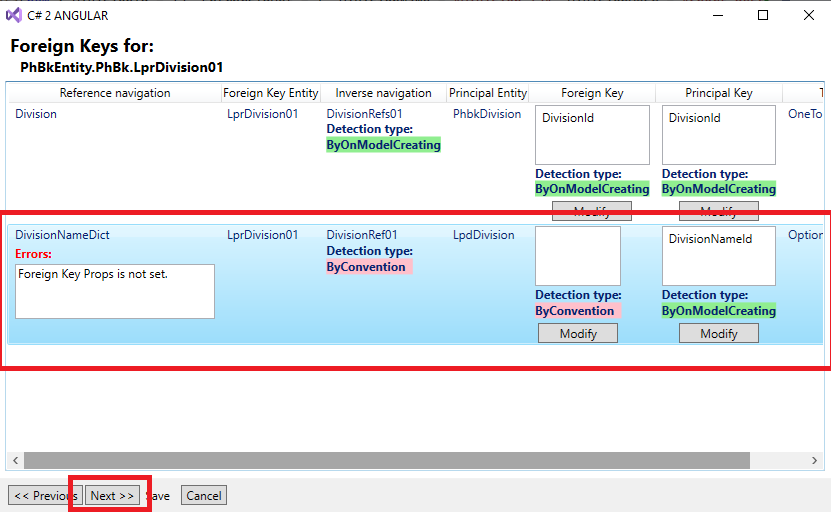 C# 2 ANGULAR
Foreign Keys for:
PhBkEntity.PhBk.LprDivision01
Reference navigation Foreign Key Entity Inverse navigation Principal Entity Foreign Key Principal Key T
Division LprDivision01 DivisionRefs01 PhbkDivision DivisionId DivisionId OneTo
Detection type:
ByOnModelCreating
Detection type: Detection type:
ByOnModelCreating ByOnModelCreating
Modify Modify
DivisionNameDict LprDivision01 DivisionRef01 LpdDivision DivisionNameId Option
Errors: Detection type:
Foreign Key Props is not set. ByConvention
Detection type: Detection type:
ByConvention ByOnModelCreating
Modify Modify
<< Previous Next >> Save Cancel